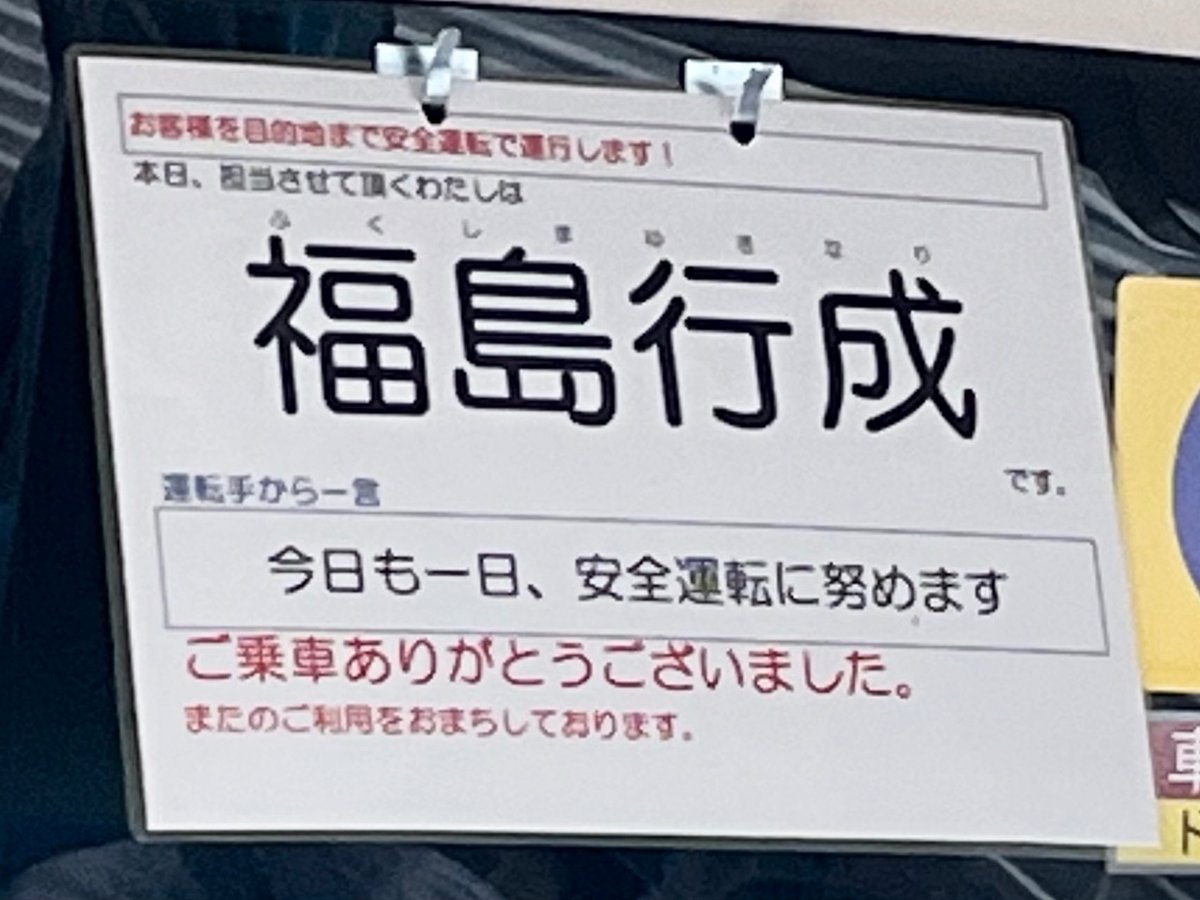 お客様を目的地まで安全運転で運行します！
本日、担当させて頂くわたしは
ふくしまゆきなり
福島行成
です。
運転手から一言
今日も一日、安全運転に努めます
ご乗車ありがとうございました。
またのご利用をおまちしております。
車
ド